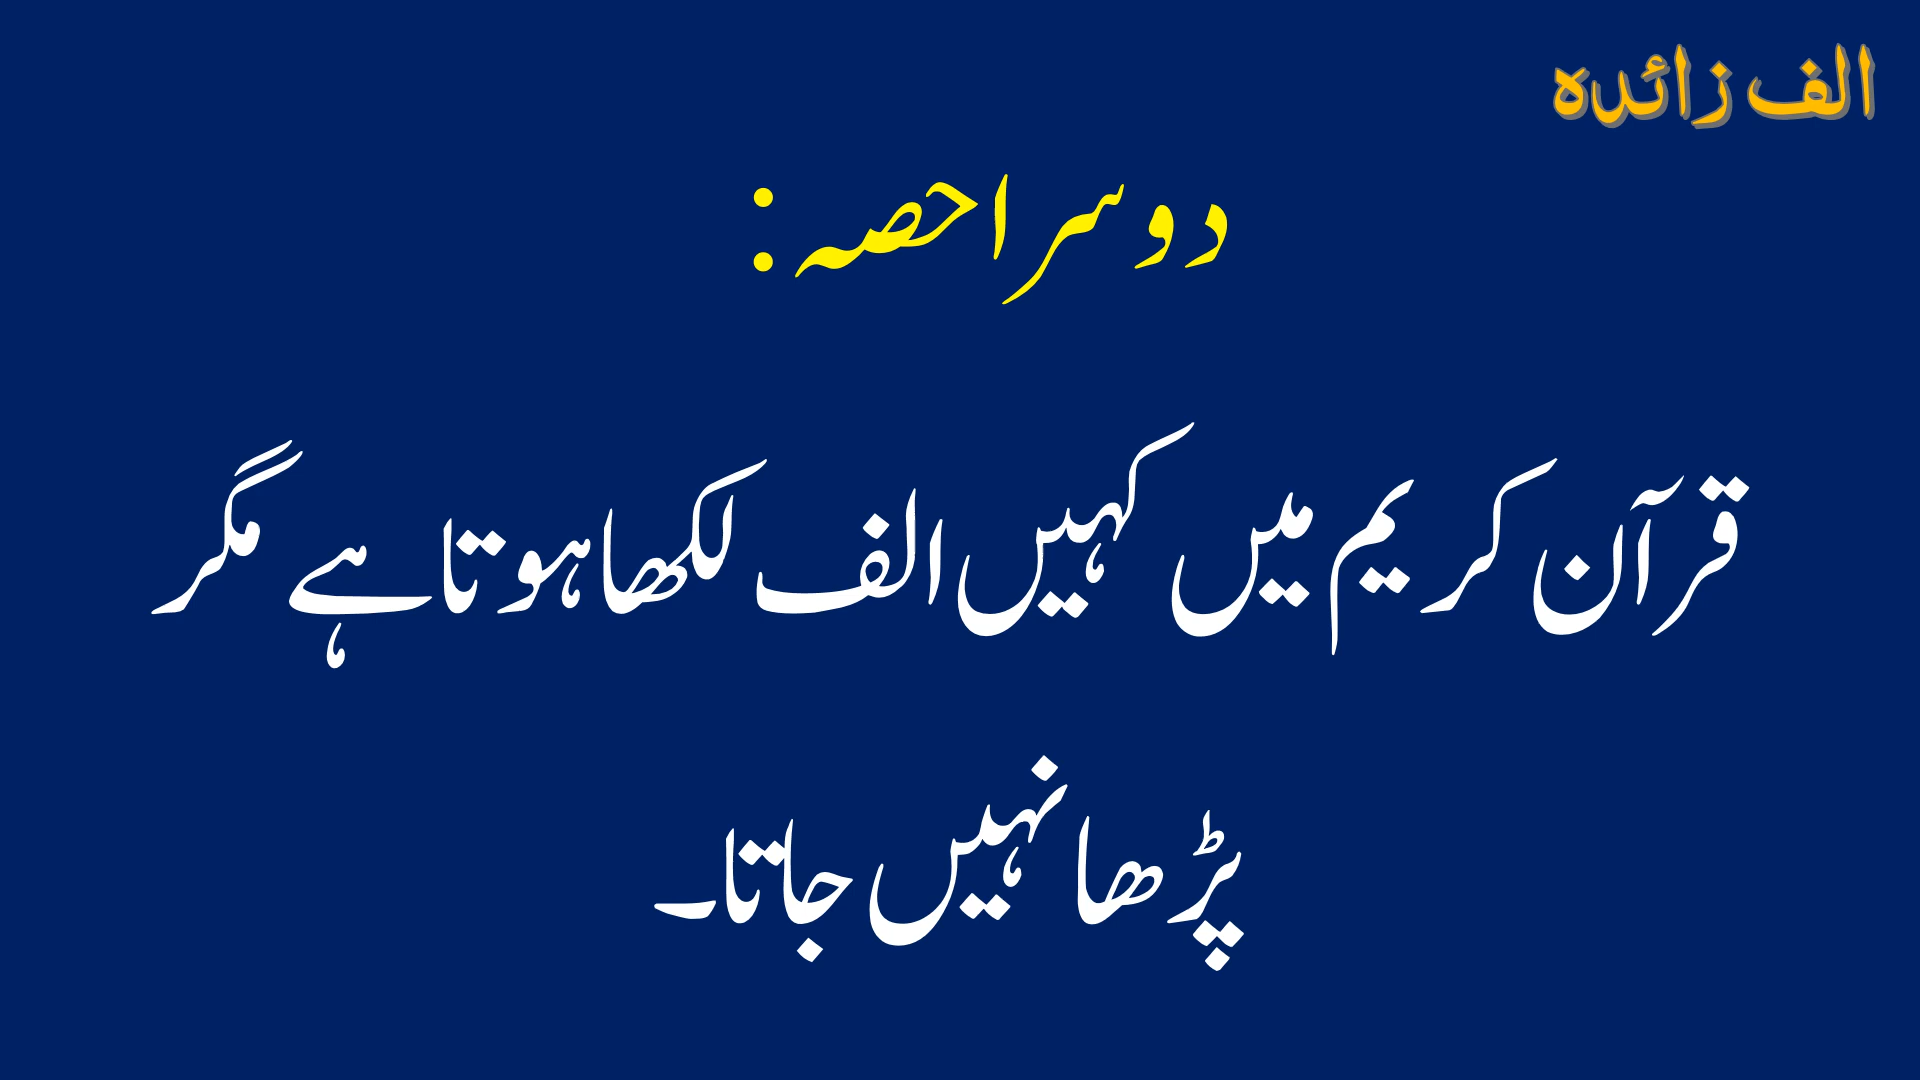 الف زائدہ
دوسرا حصہ :
قرآن کریم میں کہیں الف لکھا ہوتا ہے مگر
پڑھا نہیں جاتا۔